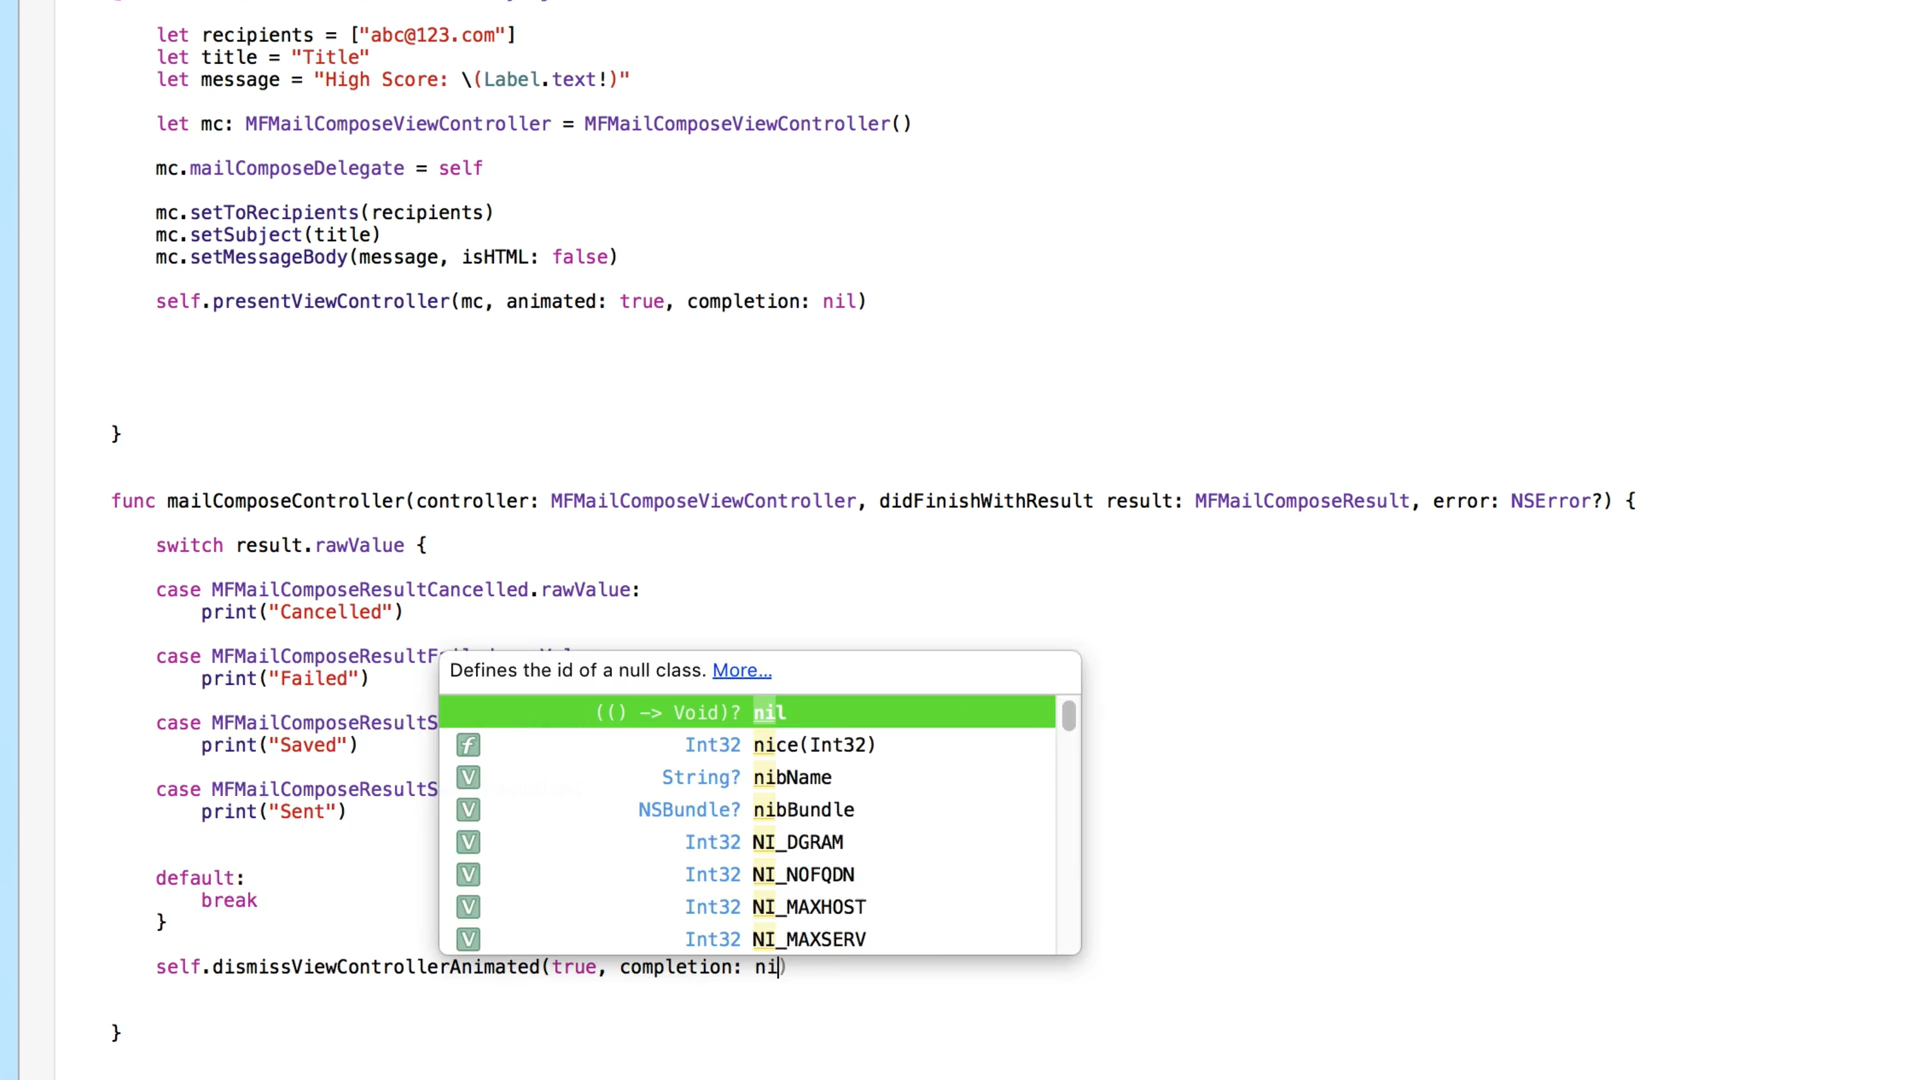 let recipients = ["abc@123.com"]
let title = "Title"
let message = "High Score: \(Label.text!)"
let mc: MFMailComposeViewController = MFMailComposeViewController()
mc.mailComposeDelegate = self
mc.setToRecipients(recipients)
mc.setSubject(title)
mc.setMessageBody(message, isHTML: false)
self.presentViewController(mc, animated: true, completion: nil)
}
func mailComposeController(controller: MFMailComposeViewController, didFinishWithResult result: MFMailComposeResult, error: NSError?) {
switch result.rawValue {
case MFMailComposeResultCancelled.rawValue:
print("Cancelled")
case MFMailComposeResultF
print("Failed")
case MFMailComposeResultS
print("Saved")
case MFMailComposeResultS
print("Sent")
default:
break
}
Defines the id of a null class. More...
(() -> Void)? nil
f Int32 nice(Int32)
V String? nibName
V NSBundle? nibBundle
V Int32 NI_DGRAM
V Int32 NI_NOFQDN
V Int32 NI_MAXHOST
V Int32 NI_MAXSERV
self.dismissViewControllerAnimated(true, completion: ni)
}